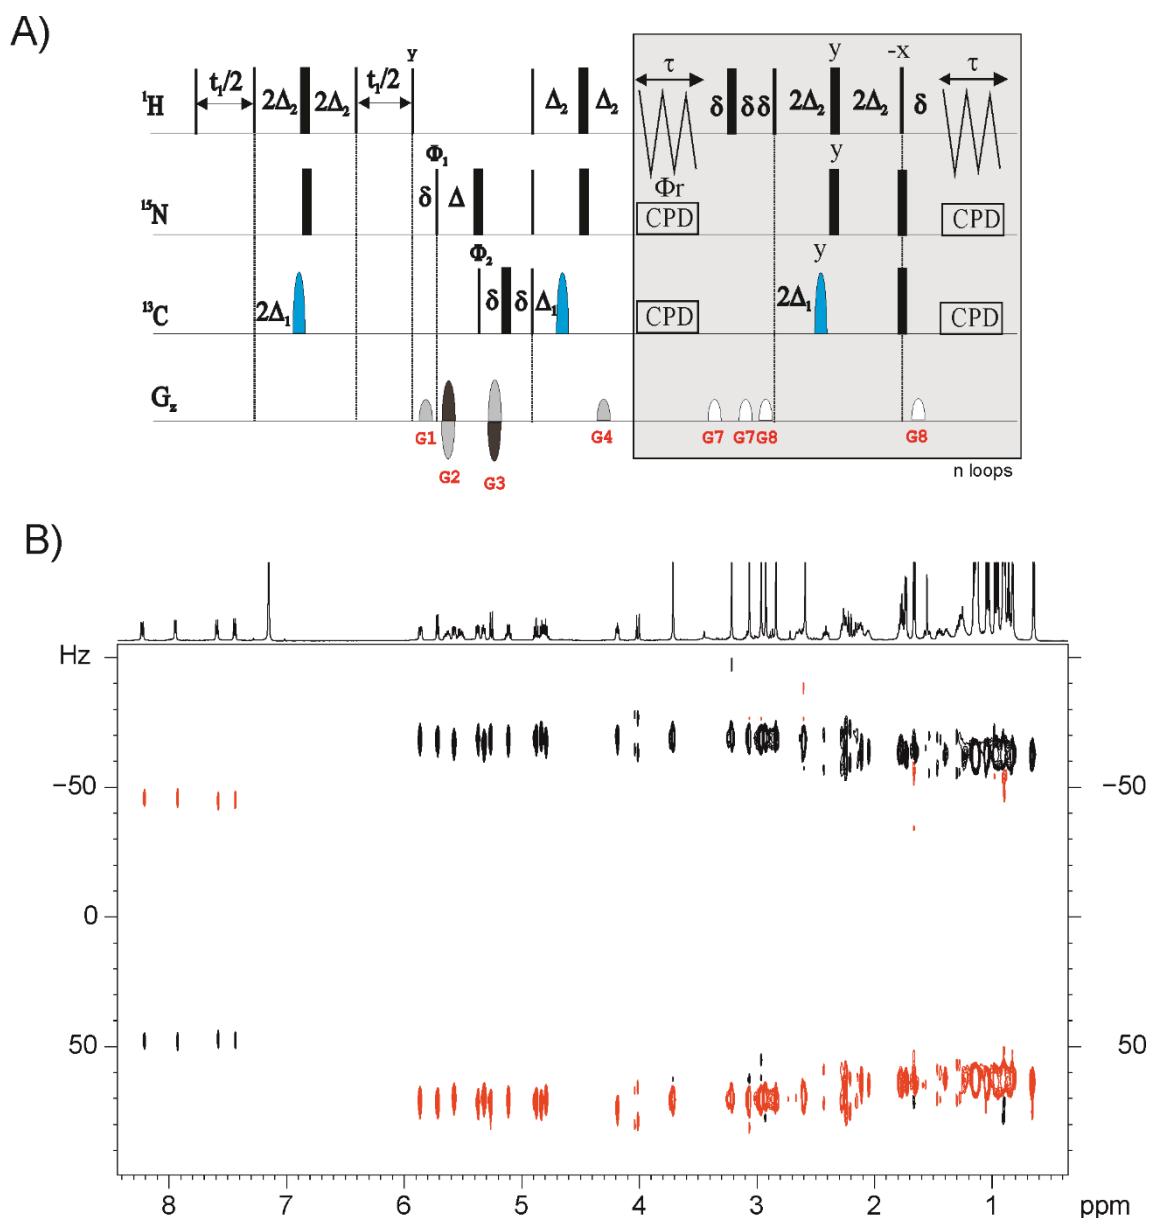 A)
y -x
t₁/2 2Δ₂ 2Δ₂ t₁/2 y Δ₂ Δ₂ τ δ δ δ 2Δ₂ 2Δ₂ δ τ
¹H
Φ₁ y
δ Δ Φr
¹⁵N CPD CPD
Φ₂ y
2Δ₁ δ δ Δ₁ 2Δ₁
¹³C CPD CPD
G_z
G1 G2 G3 G4 G7 G7 G8 G8
n loops
B)
Hz
−50 −50
0
50 50
8 7 6 5 4 3 2 1 ppm